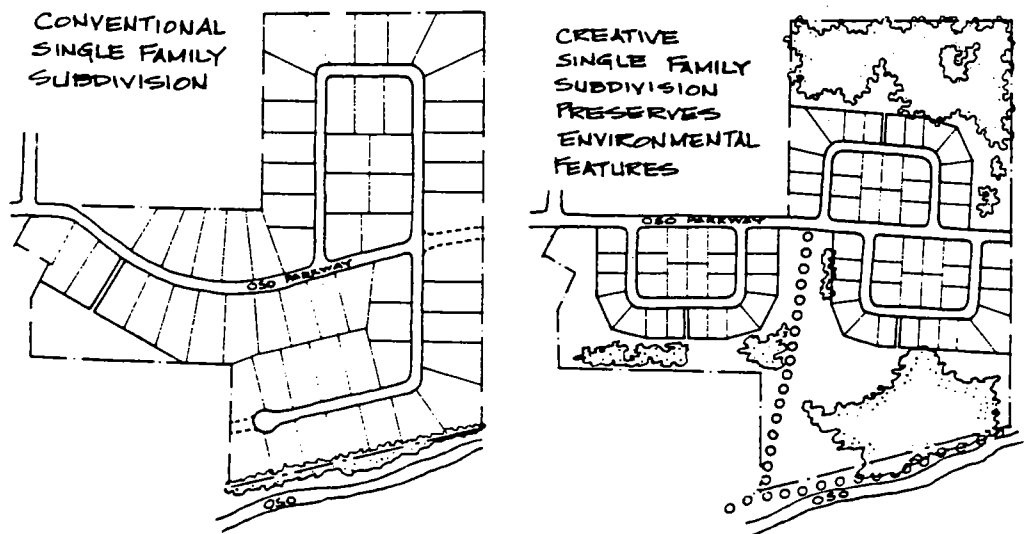 CONVENTIONAL
SINGLE FAMILY
SUBDIVISION
OSO PARKWAY
OSO
CREATIVE
SINGLE FAMILY
SUBDIVISION
PRESERVES
ENVIRONMENTAL
FEATURES
OSO PARKWAY
OSO